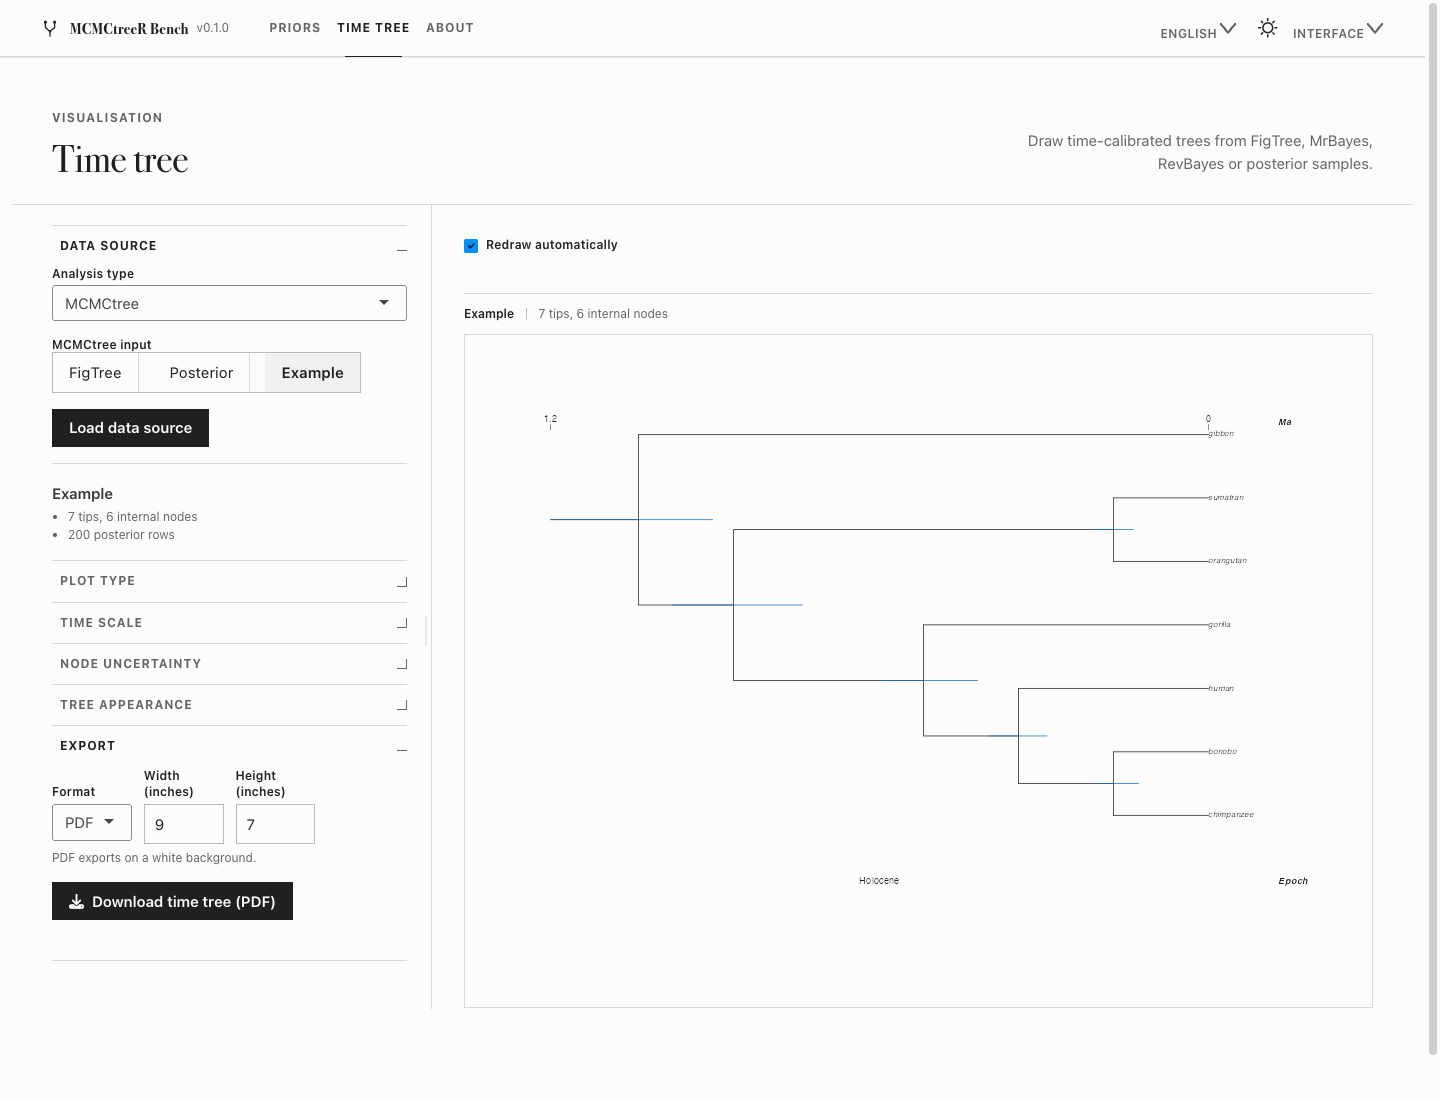 MCMCtreeR Bench v0.1.0 PRIORS TIME TREE ABOUT ENGLISH INTERFACE
VISUALISATION
Time tree
Draw time-calibrated trees from FigTree, MrBayes,
RevBayes or posterior samples.
DATA SOURCE
Analysis type
MCMCtree
MCMCtree input
FigTree Posterior Example
Load data source
Example
7 tips, 6 internal nodes
200 posterior rows
PLOT TYPE
TIME SCALE
NODE UNCERTAINTY
TREE APPEARANCE
EXPORT
Format Width (inches) Height (inches)
PDF 9 7
PDF exports on a white background.
Download time tree (PDF)
Redraw automatically
Example 7 tips, 6 internal nodes
1.2 0 Ma
gibbon
sumatran
orangutan
gorilla
human
bonobo
chimpanzee
Holocene Epoch